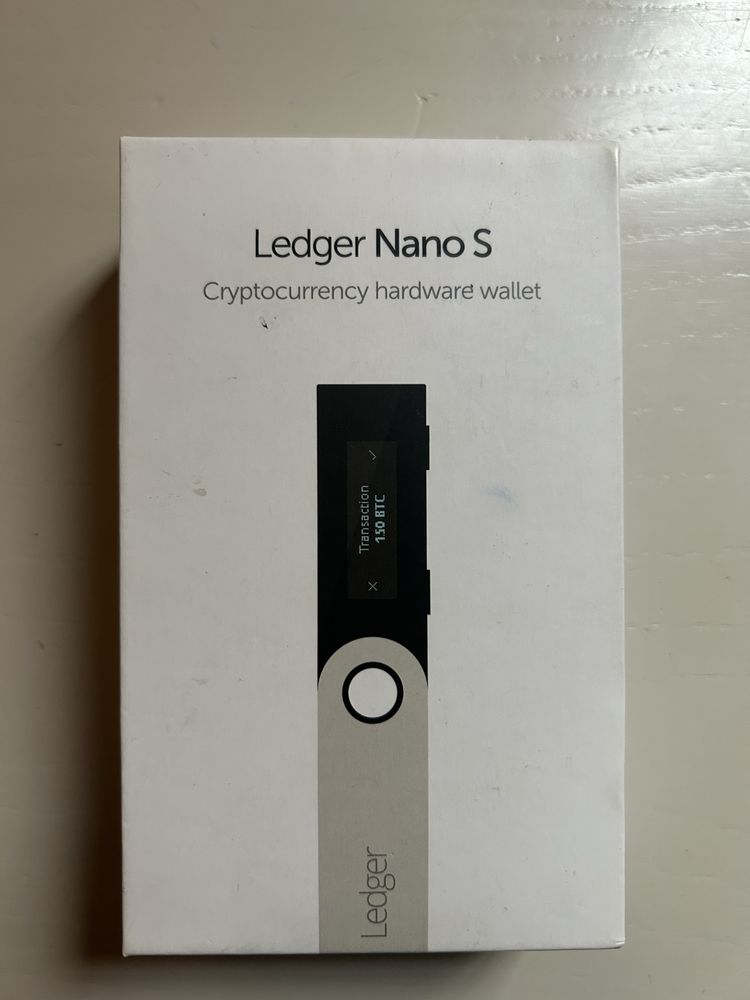 Ledger Nano S
Cryptocurrency hardware wallet
Transaction
1.50 BTC
Ledger